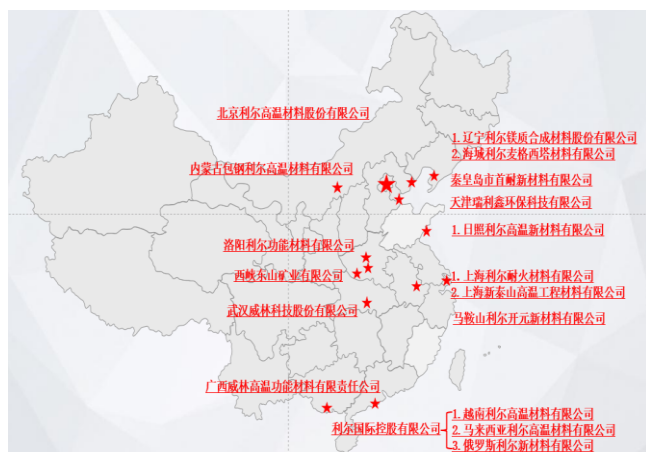 北京利尔高温材料股份有限公司
1.辽宁利尔镁质合成材料股份有限公司
2.海城利尔麦格西塔材料有限公司
内蒙古包钢利尔高温材料有限公司
秦皇岛市首耐新材料有限公司
天津瑞利鑫环保科技有限公司
1.日照利尔高温新材料有限公司
洛阳利尔功能材料有限公司
西峡东山矿业有限公司
1.上海利尔耐火材料有限公司
2.上海新泰山高温工程材料有限公司
武汉威林科技股份有限公司
马鞍山利尔开元新材料有限公司
广西威林高温功能材料有限责任公司
利尔国际控股有限公司
1.越南利尔高温材料有限公司
2.马来西亚利尔高温材料有限公司
3.俄罗斯利尔新材料有限公司